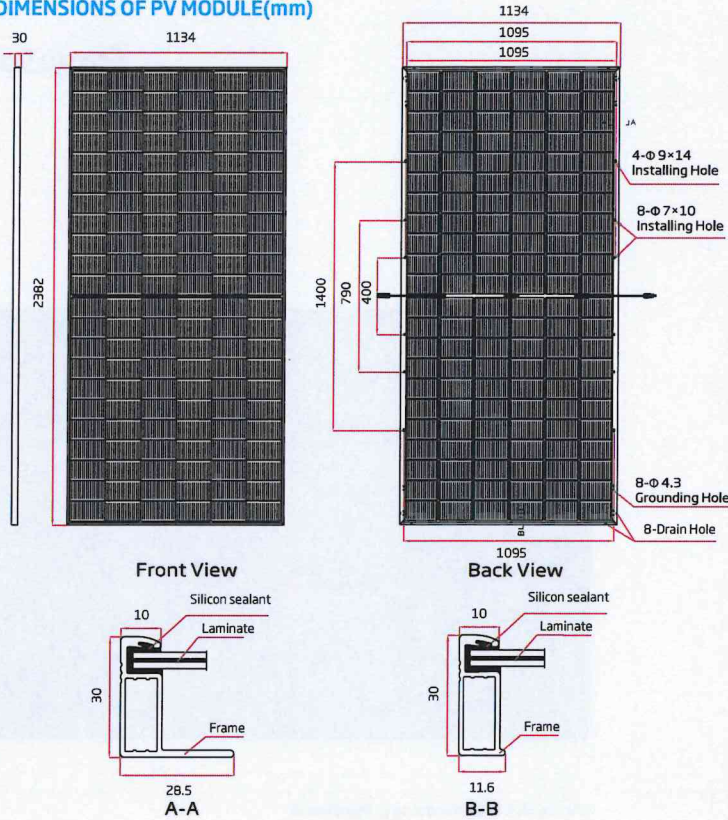 DIMENSIONS OF PV MODULE(mm)
30
1134
2382
Front View
1134
1095
1095
JA
4-Φ 9×14
Installing Hole
8-Φ 7×10
Installing Hole
1400
790
400
8-Φ 4.3
Grounding Hole
8-Drain Hole
1095
Back View
10
Silicon sealant
Laminate
30
Frame
28.5
A-A
10
Silicon sealant
Laminate
30
Frame
11.6
B-B